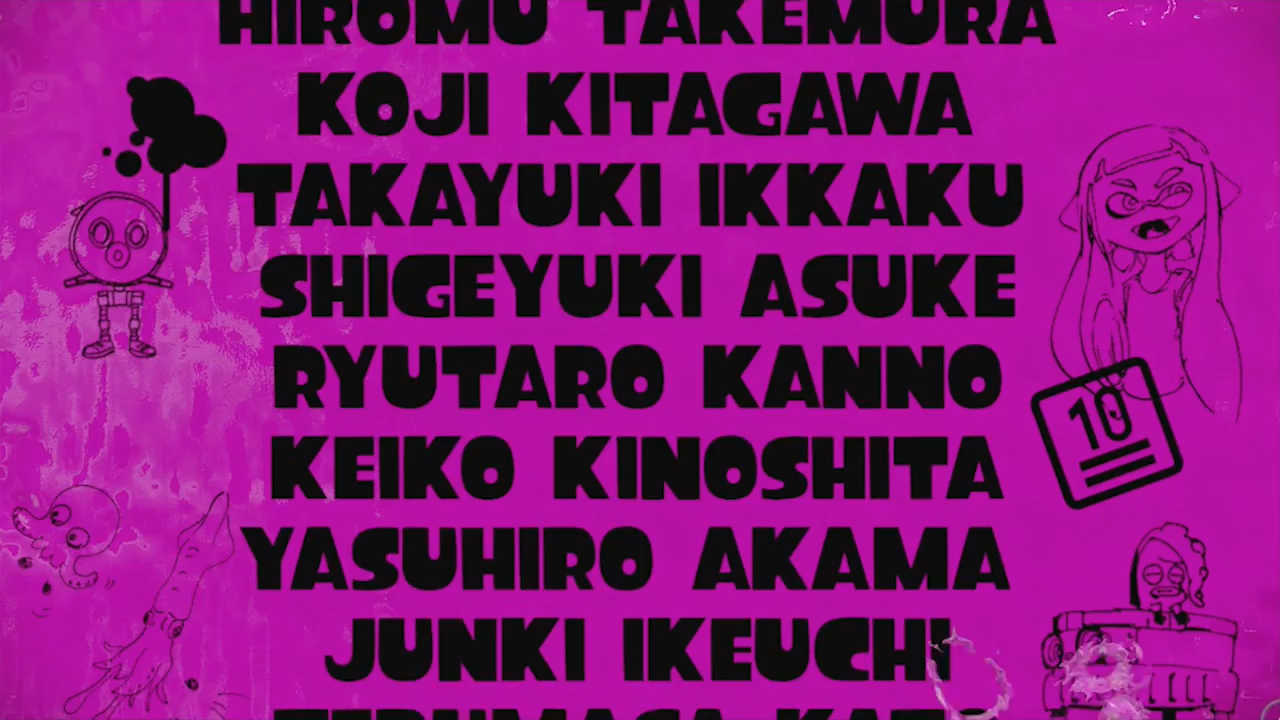 HIROMU TAKEMURA
KOJI KITAGAWA
TAKAYUKI IKKAKU
SHIGEYUKI ASUKE
RYUTARO KANNO
KEIKO KINOSHITA
10
YASUHIRO AKAMA
JUNKI IKEUCHI